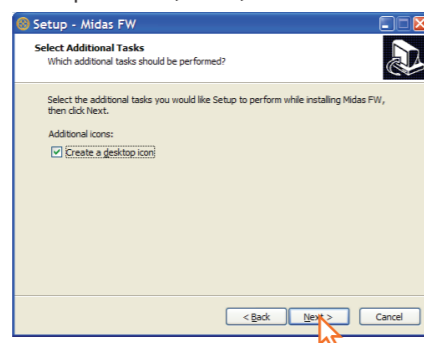 Setup - Midas FW
Select Additional Tasks
Which additional tasks should be performed?
Select the additional tasks you would like Setup to perform while installing Midas FW,
then click Next.
Additional icons:
Create a desktop icon
< Back
Next >
Cancel